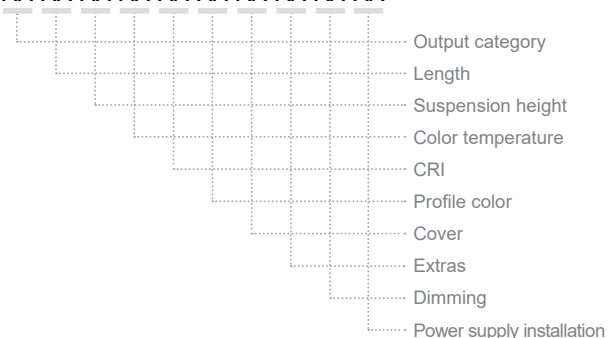 Output category
Length
Suspension height
Color temperature
CRI
Profile color
Cover
Extras
Dimming
Power supply installation